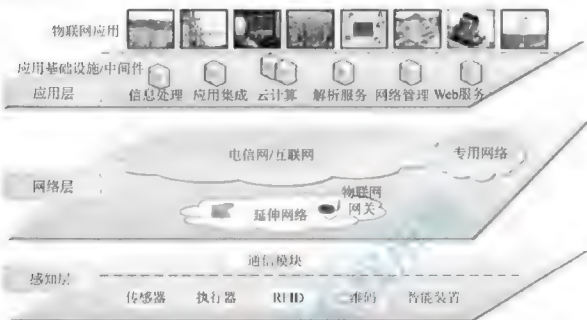 物联网应用
应用基础设施/中间件
应用层 信息处理 应用集成 云计算 解析服务 网络管理 Web服务
电信网/互联网 专用网络
网络层
物联网
延伸网络 网关
通信模块
感知层
传感器 执行器 RFID 二维码 智能装置